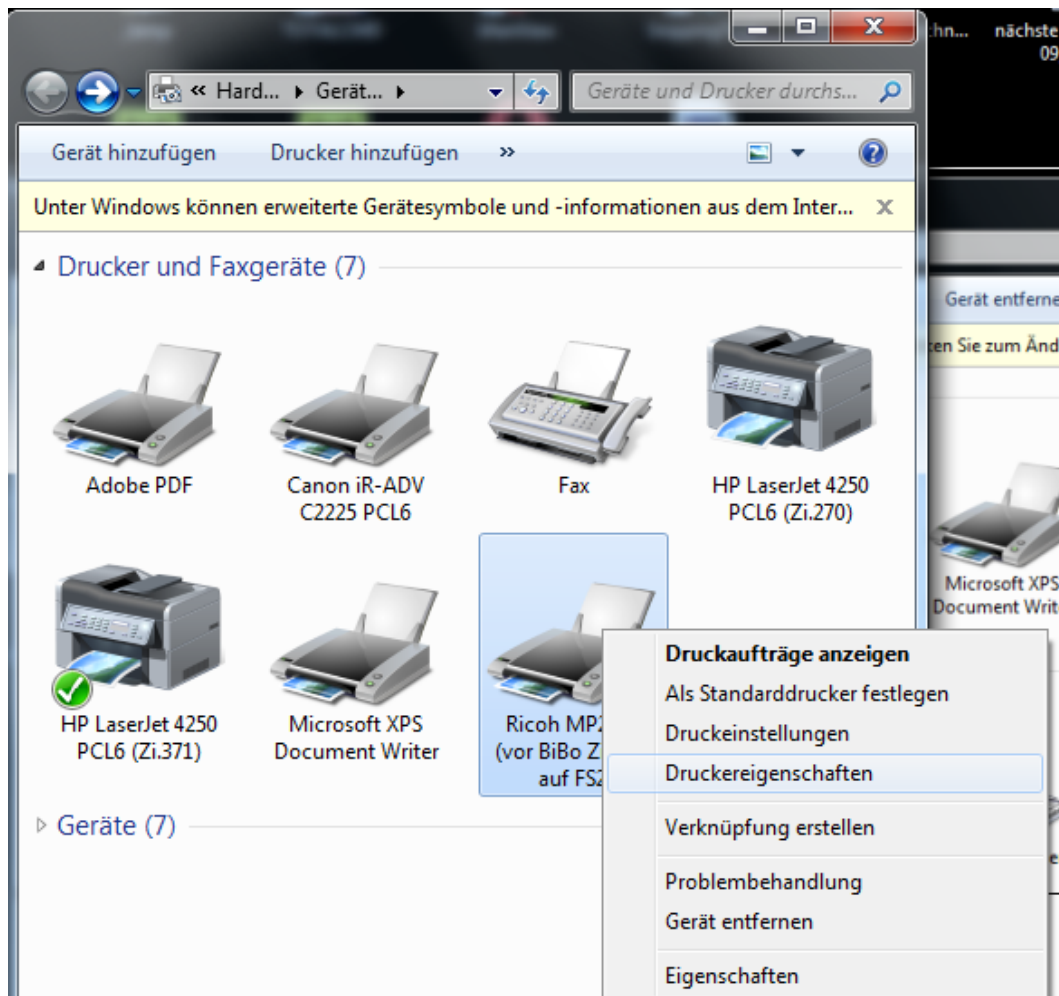 hn... nächste
09
« Hard... ▸ Gerät... ▸ Geräte und Drucker durchs...
Gerät hinzufügen Drucker hinzufügen »
Unter Windows können erweiterte Gerätesymbole und -informationen aus dem Inter...
Drucker und Faxgeräte (7)
Gerät entferne
ken Sie zum Änd
Adobe PDF
Canon iR-ADV
C2225 PCL6
Fax
HP LaserJet 4250
PCL6 (Zi.270)
Microsoft XPS
Document Writ
HP LaserJet 4250
PCL6 (Zi.371)
Microsoft XPS
Document Writer
Ricoh MP2
(vor BiBo Z
auf FS2
Druckaufträge anzeigen
Als Standarddrucker festlegen
Druckeinstellungen
Druckereigenschaften
Verknüpfung erstellen
Problembehandlung
Gerät entfernen
Eigenschaften
Geräte (7)